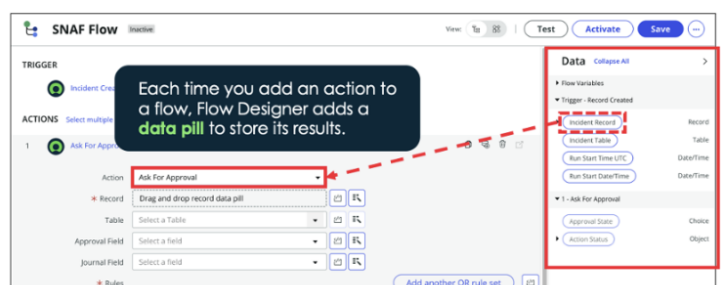 SNAF Flow Inactive View: Test Activate Save
TRIGGER
Incident Crea
ACTIONS Select multiple
1 Ask For Appro
Each time you add an action to
a flow, Flow Designer adds a
data pill to store its results.
Action Ask For Approval
* Record Drag and drop record data pill
Table Select a Table
Approval Field Select a field
Journal Field Select a field
* Rules Add another OR rule set
Data Collapse All
Flow Variables
Trigger - Record Created
Incident Record Record
Incident Table Table
Run Start Time UTC Date/Time
Run Start Date/Time Date/Time
1 - Ask For Approval
Approval State Choice
Action Status Object